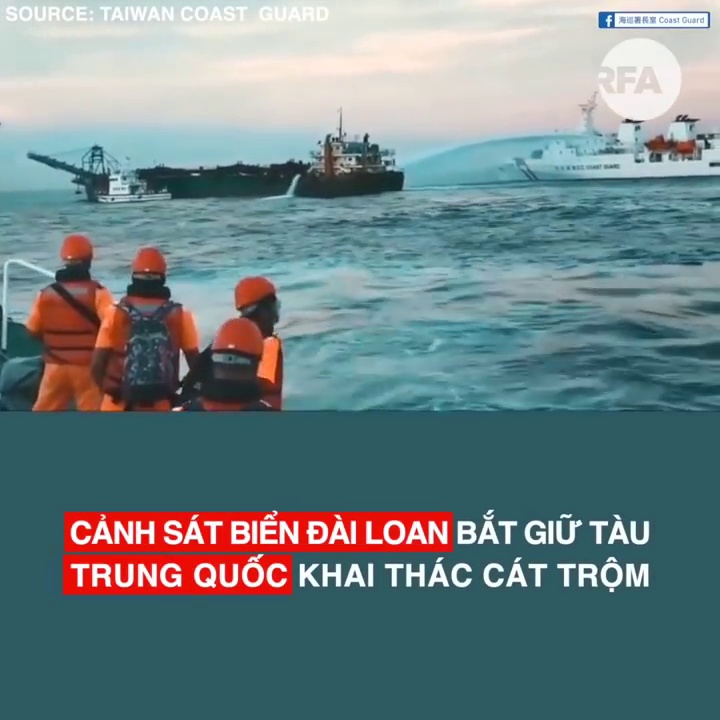 SOURCE: TAIWAN COAST GUARD
海巡署長室 Coast Guard
RFA
CẢNH SÁT BIỂN ĐÀI LOAN BẮT GIỮ TÀU
TRUNG QUỐC KHAI THÁC CÁT TRỘM